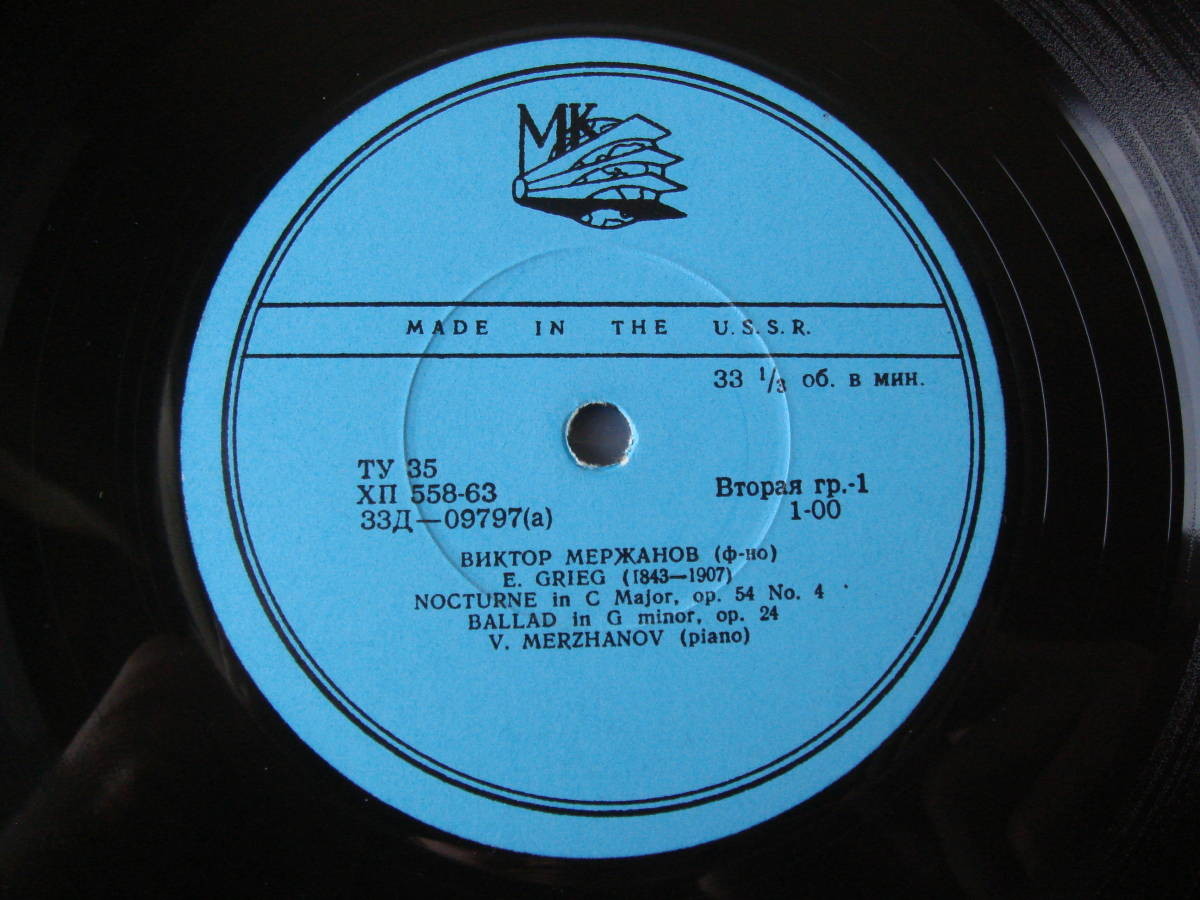 МК
MADE IN THE U.S.S.R.
33 1/3 об. в мин.
ТУ 35
ХП 558-63
33Д—09797(а)
Вторая гр.-1
1-00
ВИКТОР МЕРЖАНОВ (ф-но)
E. GRIEG (1843—1907)
NOCTURNE in C Major, op. 54 No. 4
BALLAD in G minor, op. 24
V. MERZHANOV (piano)